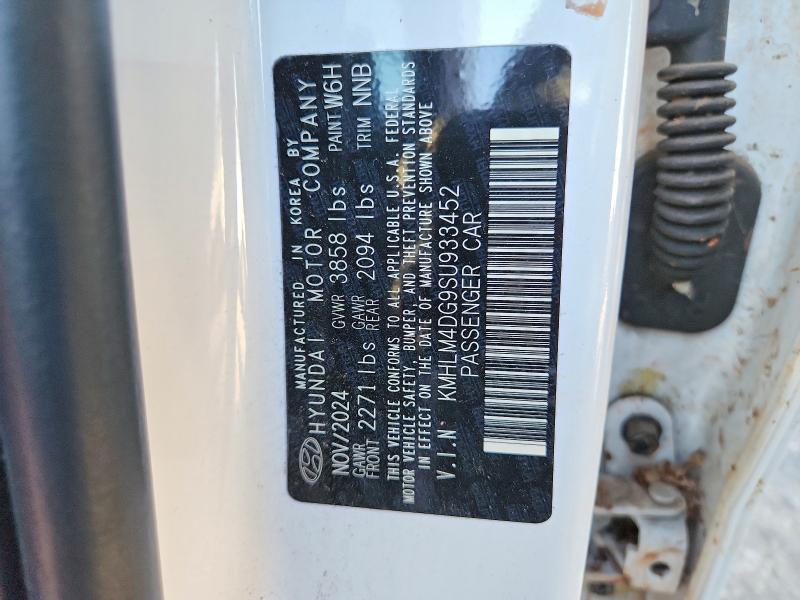 MANUFACTURED IN KOREA BY
HYUNDAI MOTOR COMPANY
NOV/2024 GVWR 3858 lbs PAINT W6H
GAWR FRONT 2271 lbs GAWR REAR 2094 lbs TRIM NNB
THIS VEHICLE CONFORMS TO ALL APPLICABLE U.S.A. FEDERAL
MOTOR VEHICLE SAFETY, BUMPER, AND THEFT PREVENTION STANDARDS
IN EFFECT ON THE DATE OF MANUFACTURE SHOWN ABOVE
V.I.N KMHLM4DG9SU933452
PASSENGER CAR